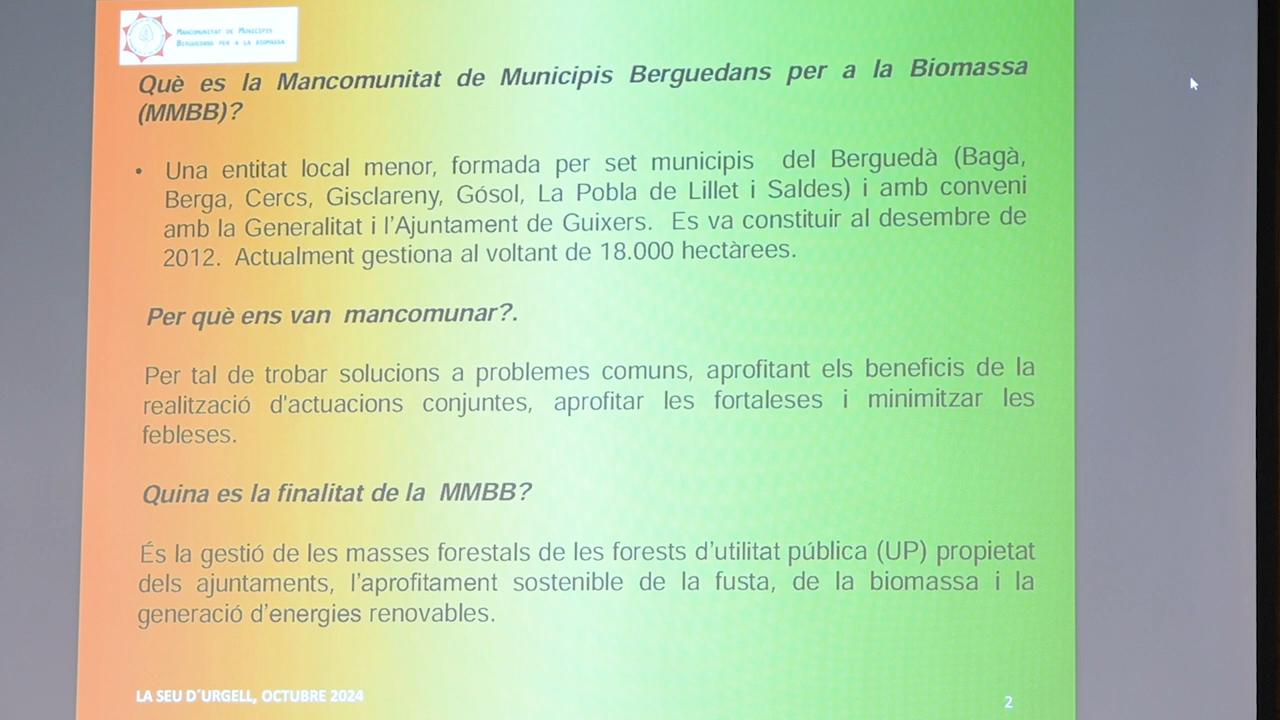 MANCOMUNITAT DE MUNICIPIS
BERGUEDANS PER A LA BIOMASSA
Què es la Mancomunitat de Municipis Berguedans per a la Biomassa
(MMBB)?
• Una entitat local menor, formada per set municipis del Berguedà (Bagà,
Berga, Cercs, Gisclareny, Gósol, La Pobla de Lillet i Saldes) i amb conveni
amb la Generalitat i l'Ajuntament de Guixers. Es va constituir al desembre de
2012. Actualment gestiona al voltant de 18.000 hectàrees.
Per què ens van mancomunar?.
Per tal de trobar solucions a problemes comuns, aprofitant els beneficis de la
realització d'actuacions conjuntes, aprofitar les fortaleses i minimitzar les
febleses.
Quina es la finalitat de la MMBB?
És la gestió de les masses forestals de les forests d'utilitat pública (UP) propietat
dels ajuntaments, l'aprofitament sostenible de la fusta, de la biomassa i la
generació d'energies renovables.
LA SEU D´URGELL, OCTUBRE 2024
2